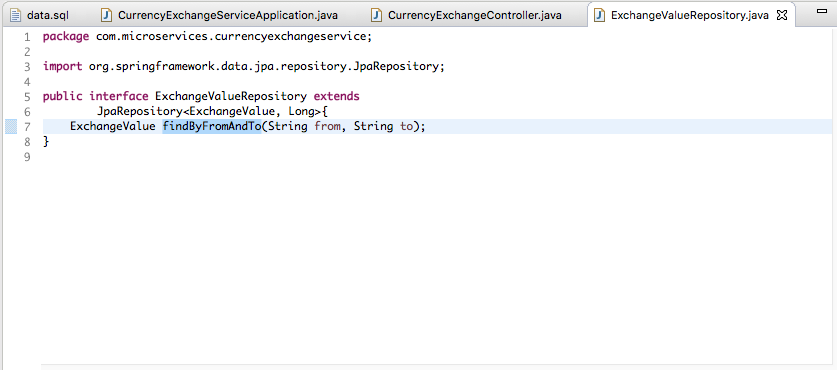 data.sql CurrencyExchangeServiceApplication.java CurrencyExchangeController.java ExchangeValueRepository.java
1 package com.microservices.currencyexchangeservice;
2
3 import org.springframework.data.jpa.repository.JpaRepository;
4
5 public interface ExchangeValueRepository extends
6 JpaRepository<ExchangeValue, Long>{
7 ExchangeValue findByFromAndTo(String from, String to);
8 }
9